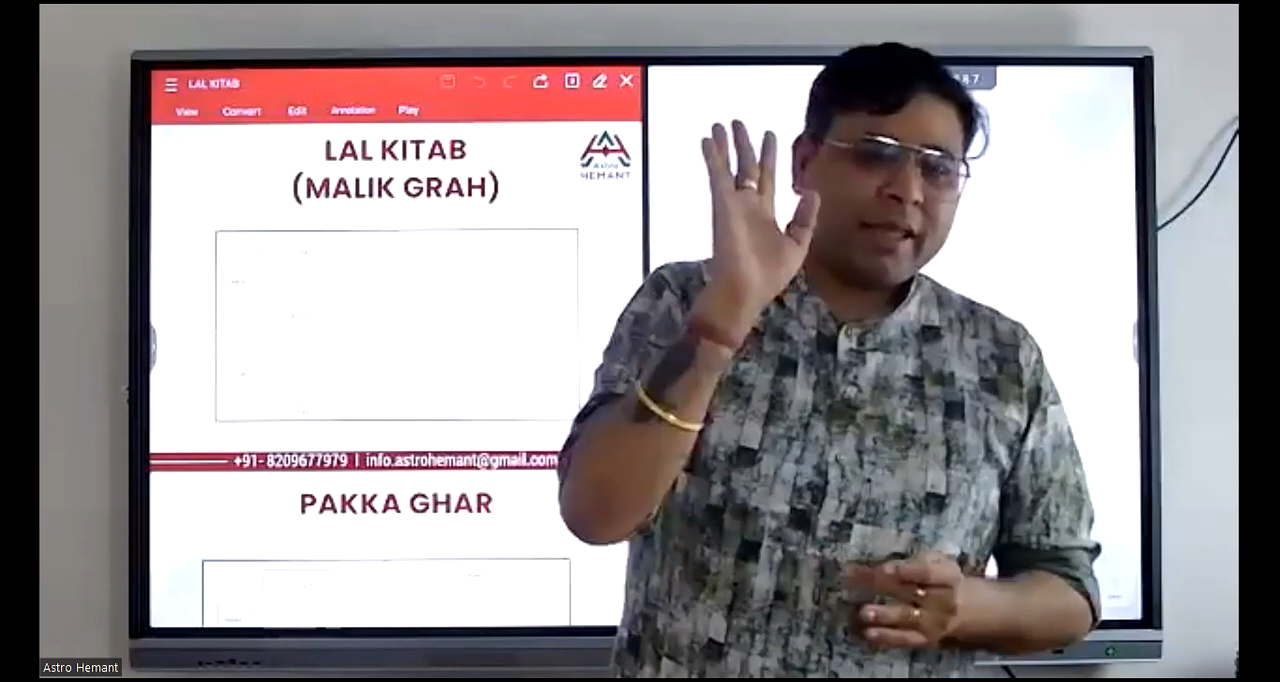 LAL KITAB
View Convert Edit Annotation Play
LAL KITAB
(MALIK GRAH)
Astro
HEMANT
+91- 8209677979 | info.astrohemant@gmail.com
PAKKA GHAR
Astro Hemant